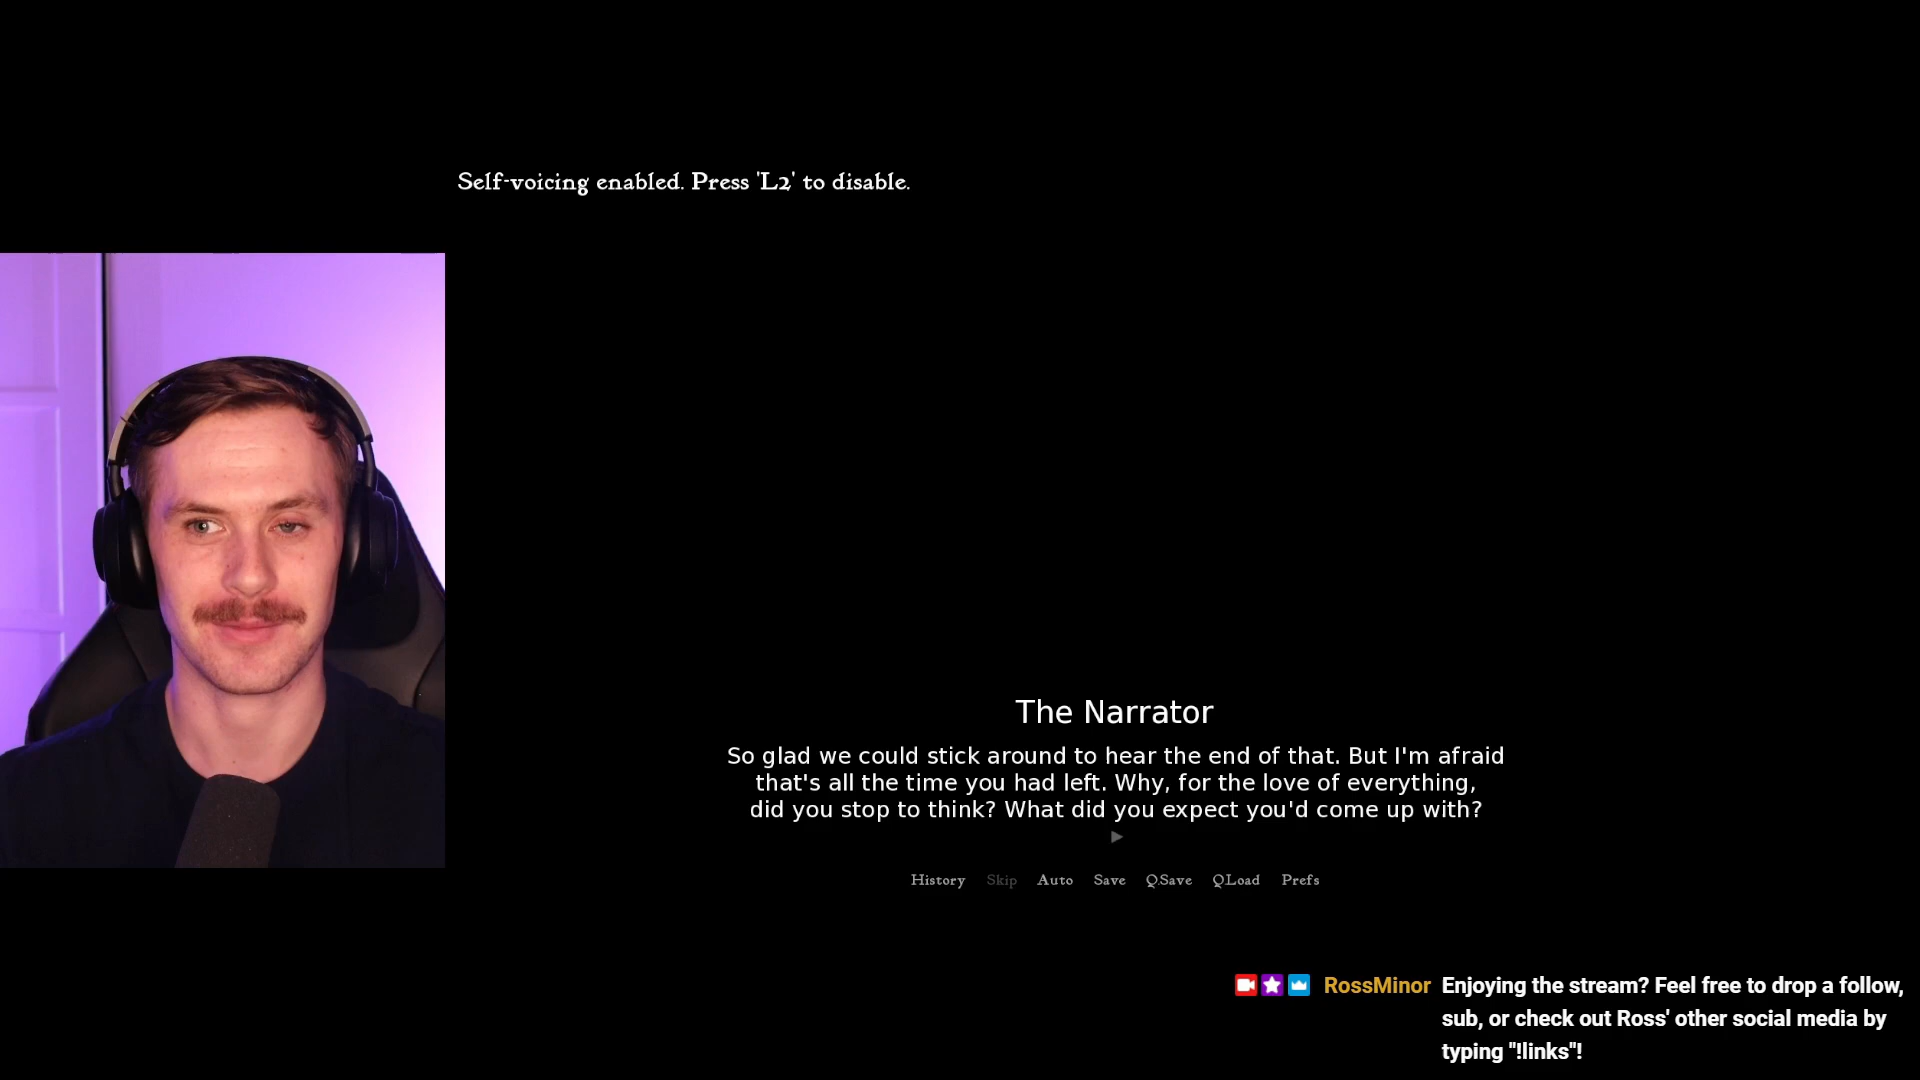 Self-voicing enabled. Press 'L2' to disable.
The Narrator
So glad we could stick around to hear the end of that. But I'm afraid
that's all the time you had left. Why, for the love of everything,
did you stop to think? What did you expect you'd come up with?
History Skip Auto Save Q.Save Q.Load Prefs
RossMinor Enjoying the stream? Feel free to drop a follow,
sub, or check out Ross' other social media by
typing "!links"!